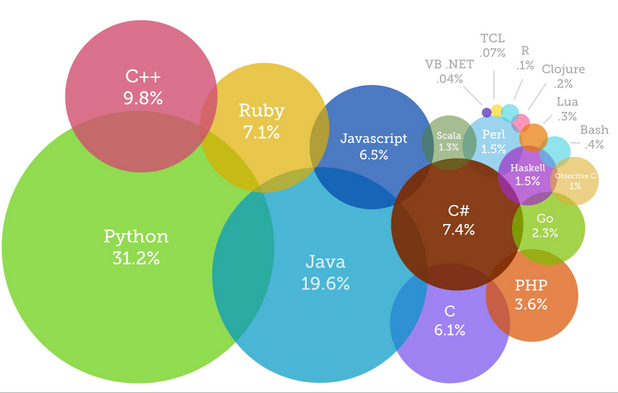 C++
9.8%
Ruby
7.1%
Javascript
6.5%
Python
31.2%
Java
19.6%
C#
7.4%
C
6.1%
PHP
3.6%
Go
2.3%
Scala
1.3%
Perl
1.5%
Haskell
1.5%
Objective C
1%
VB .NET
.04%
TCL
.07%
R
.1%
Clojure
.2%
Lua
.3%
Bash
.4%